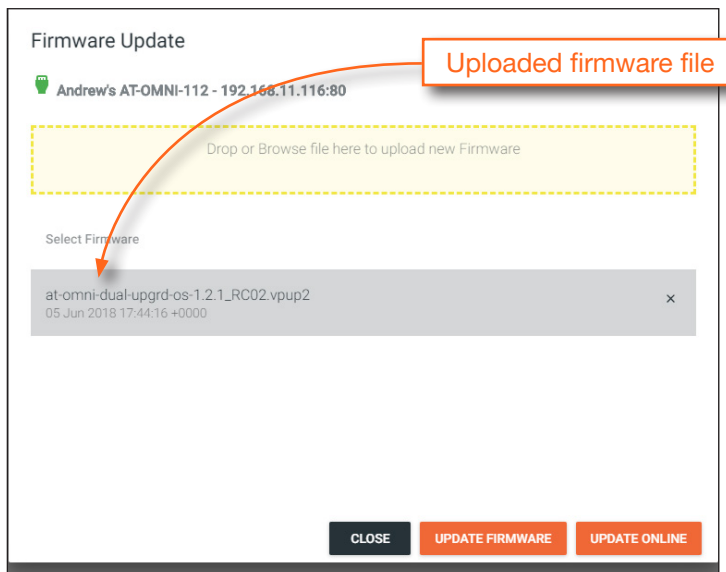 Firmware Update
Uploaded firmware file
Andrew's AT-OMNI-112 - 192.168.11.116:80
Drop or Browse file here to upload new Firmware
Select Firmware
at-omni-dual-upgrd-os-1.2.1_RC02.vpup2
×
05 Jun 2018 17:44:16 +0000
CLOSE
UPDATE FIRMWARE
UPDATE ONLINE